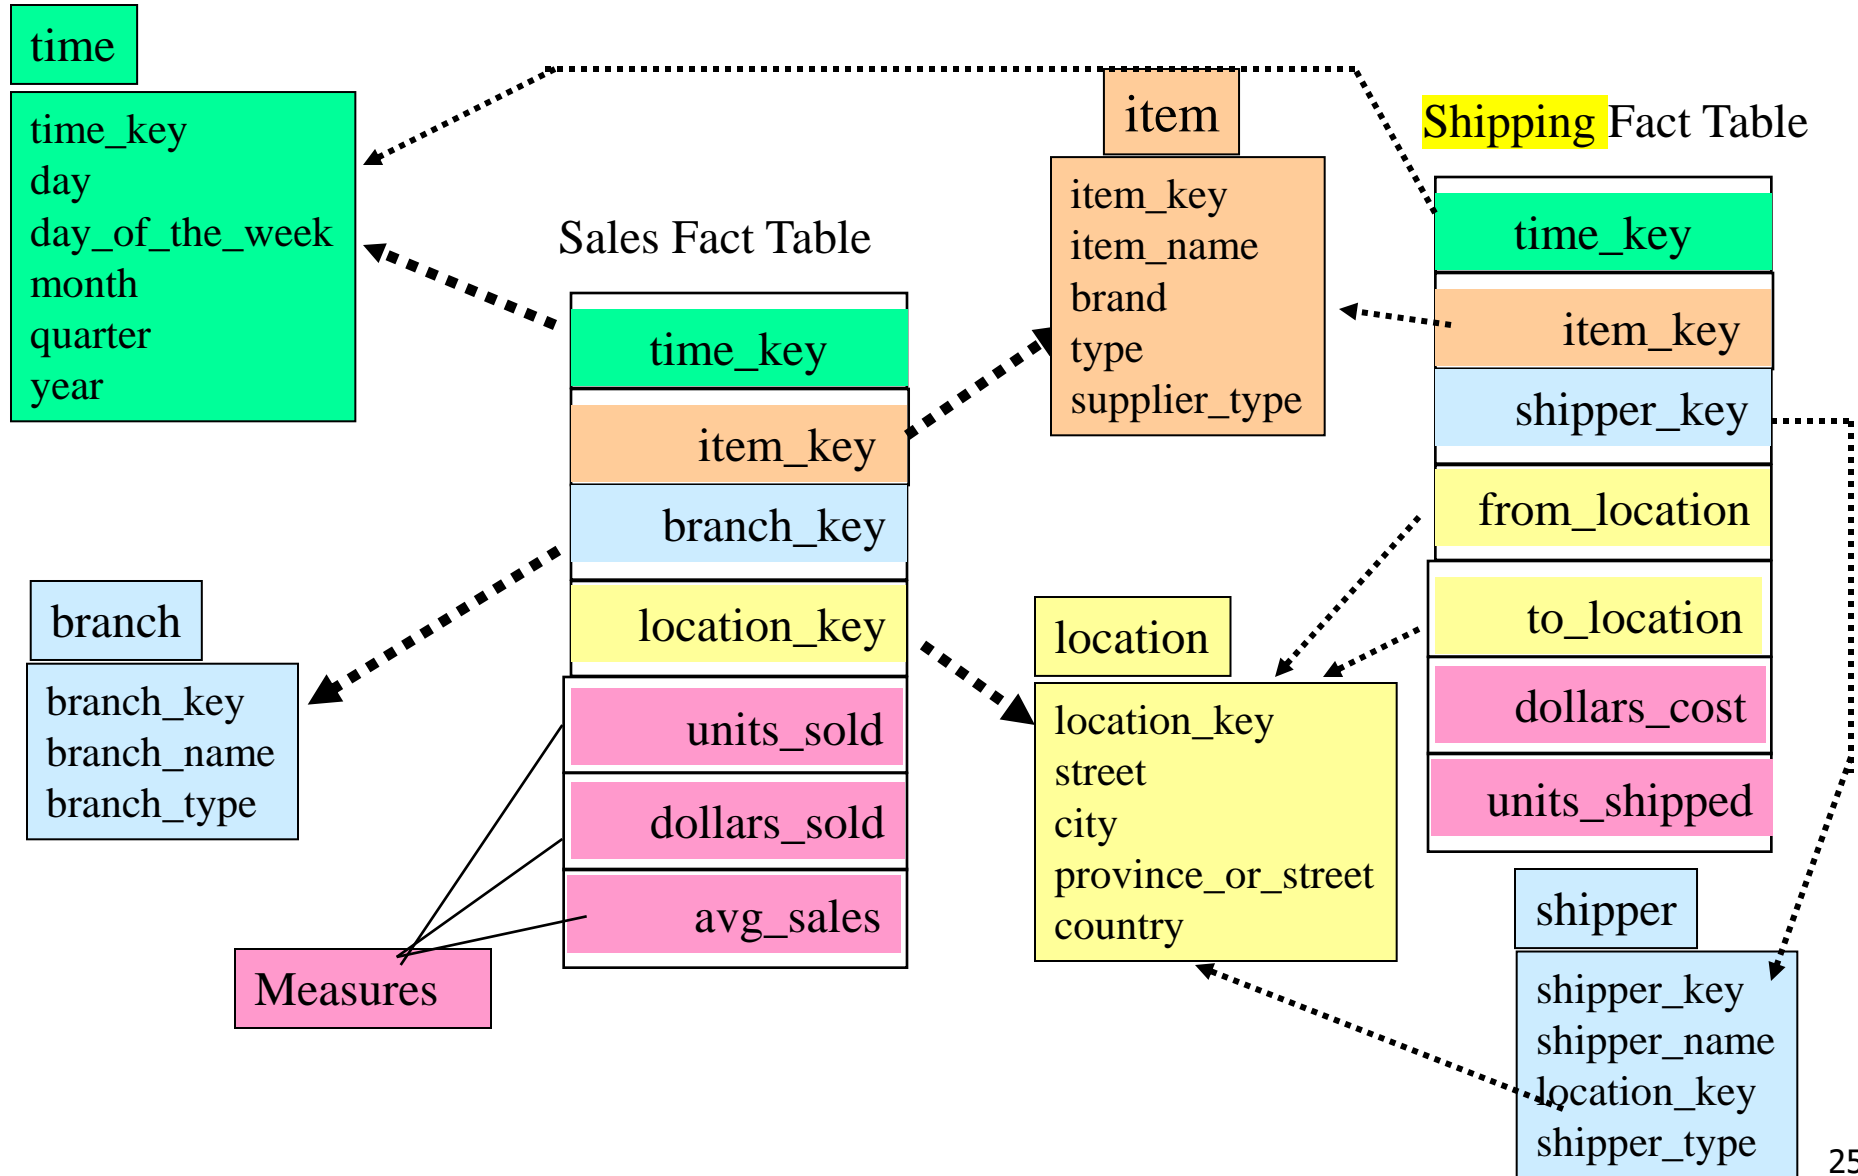 time
time_key
day
day_of_the_week
month
quarter
year
Sales Fact Table
time_key
item_key
branch_key
location_key
units_sold
dollars_sold
avg_sales
Measures
branch
branch_key
branch_name
branch_type
item
item_key
item_name
brand
type
supplier_type
location
location_key
street
city
province_or_street
country
Shipping Fact Table
time_key
item_key
shipper_key
from_location
to_location
dollars_cost
units_shipped
shipper
shipper_key
shipper_name
location_key
shipper_type
25